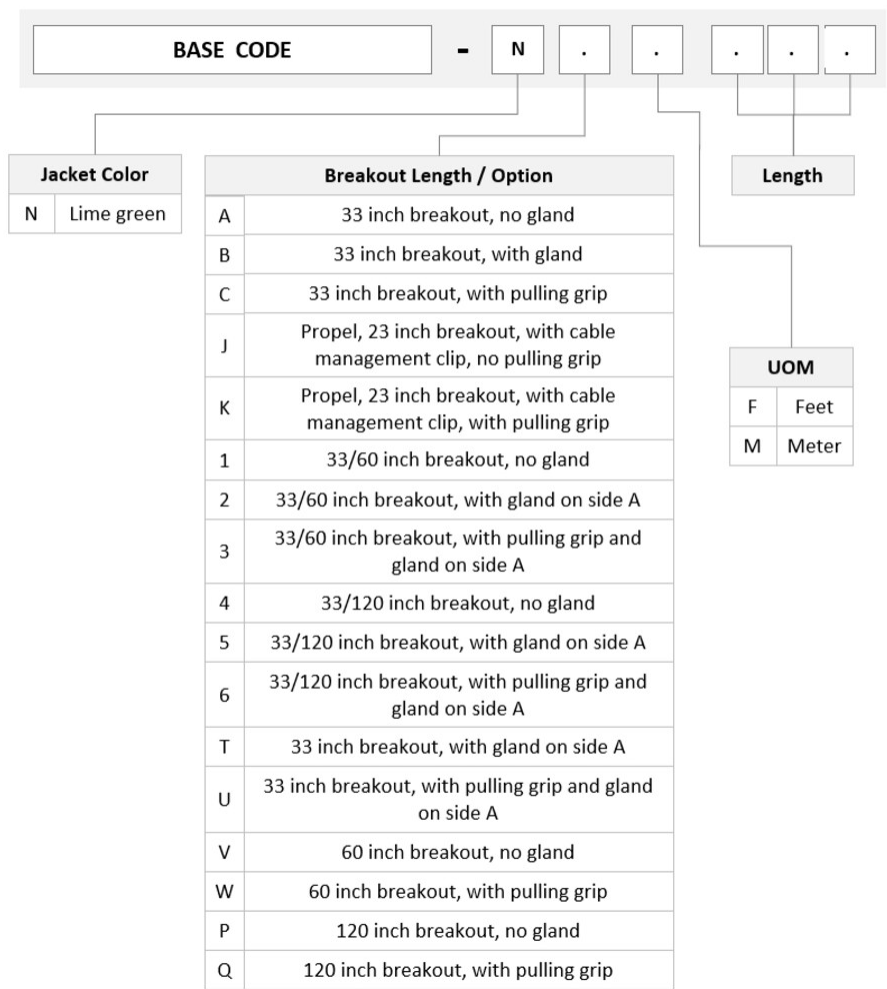 BASE CODE - N . . . . .
Jacket Color
N Lime green
Breakout Length / Option
A 33 inch breakout, no gland
B 33 inch breakout, with gland
C 33 inch breakout, with pulling grip
J Propel, 23 inch breakout, with cable
management clip, no pulling grip
K Propel, 23 inch breakout, with cable
management clip, with pulling grip
1 33/60 inch breakout, no gland
2 33/60 inch breakout, with gland on side A
3 33/60 inch breakout, with pulling grip and
gland on side A
4 33/120 inch breakout, no gland
5 33/120 inch breakout, with gland on side A
6 33/120 inch breakout, with pulling grip and
gland on side A
T 33 inch breakout, with gland on side A
U 33 inch breakout, with pulling grip and gland
on side A
V 60 inch breakout, no gland
W 60 inch breakout, with pulling grip
P 120 inch breakout, no gland
Q 120 inch breakout, with pulling grip
Length
UOM
F Feet
M Meter